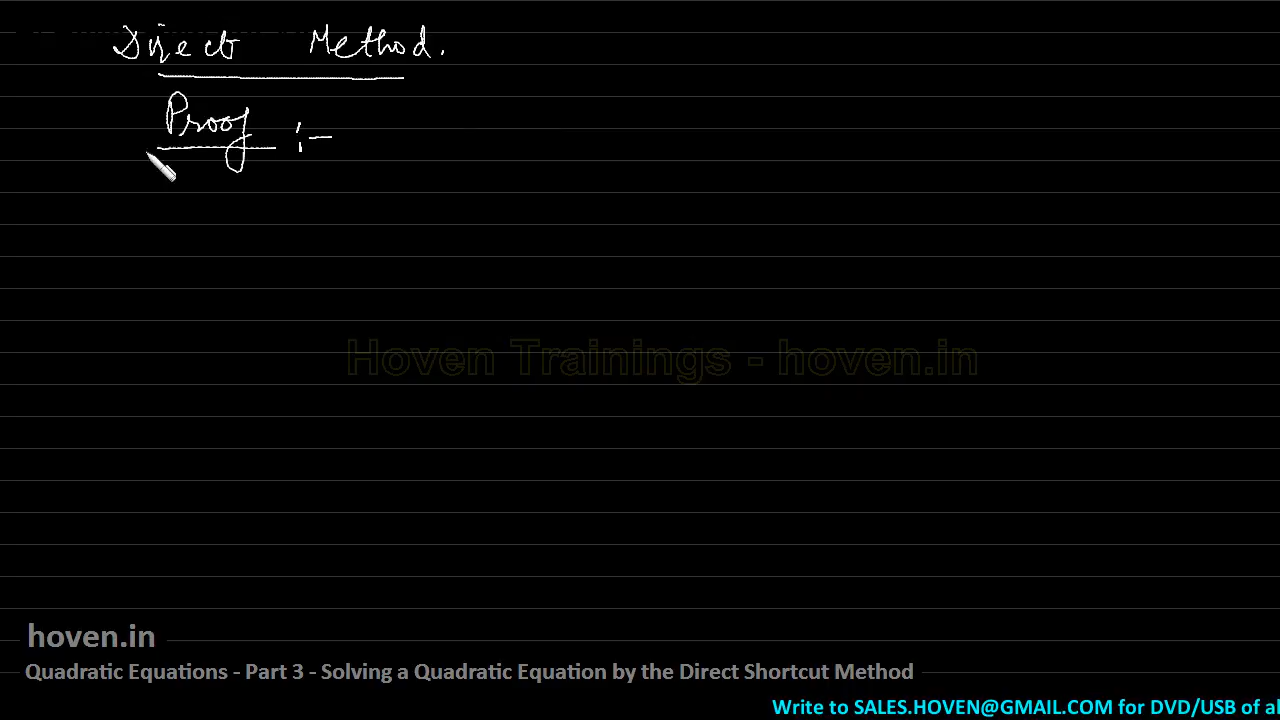 Direct Method.
Proof :-
Hoven Trainings - hoven.in
hoven.in
Quadratic Equations - Part 3 - Solving a Quadratic Equation by the Direct Shortcut Method
Write to SALES.HOVEN@GMAIL.COM for DVD/USB of al